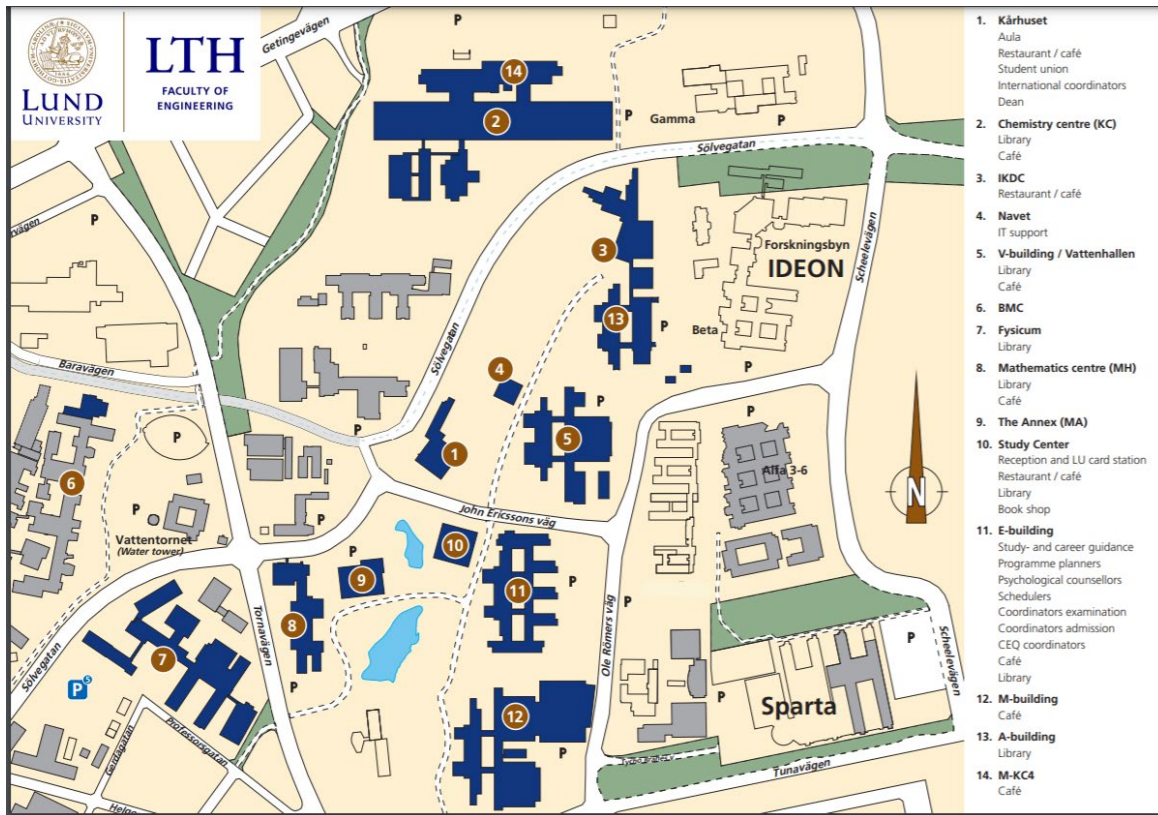 LUND
UNIVERSITY
LTH
FACULTY OF
ENGINEERING
Getingevägen
P
14
2
P
Gamma
P
Sölvegatan
P
3
Forskningsbyn
IDEON
Scheelevägen
13
P
Beta
P
Baravägen
Sölvegatan
4
P
P
5
P
P
P
1
6
Alfa 3-6
P
P
John Ericssons väg
Vattentornet
(Water tower)
10
P
9
11
P
8
P
Ole Römers väg
Tornavägen
7
P S
Sölvegatan
P
P
P
Scheelevägen
Sparta
12
P
Professorsgatan
Gerdagatan
Tunavägen
N
1. Kårhuset
Aula
Restaurant / café
Student union
International coordinators
Dean
2. Chemistry centre (KC)
Library
Café
3. IKDC
Restaurant / café
4. Navet
IT support
5. V-building / Vattenhallen
Library
Café
6. BMC
7. Fysicum
Library
8. Mathematics centre (MH)
Library
Café
9. The Annex (MA)
10. Study Center
Reception and LU card station
Restaurant / café
Library
Book shop
11. E-building
Study- and career guidance
Programme planners
Psychological counsellors
Schedulers
Coordinators examination
Coordinators admission
CEQ coordinators
Café
Library
12. M-building
Café
13. A-building
Library
14. M-KC4
Café